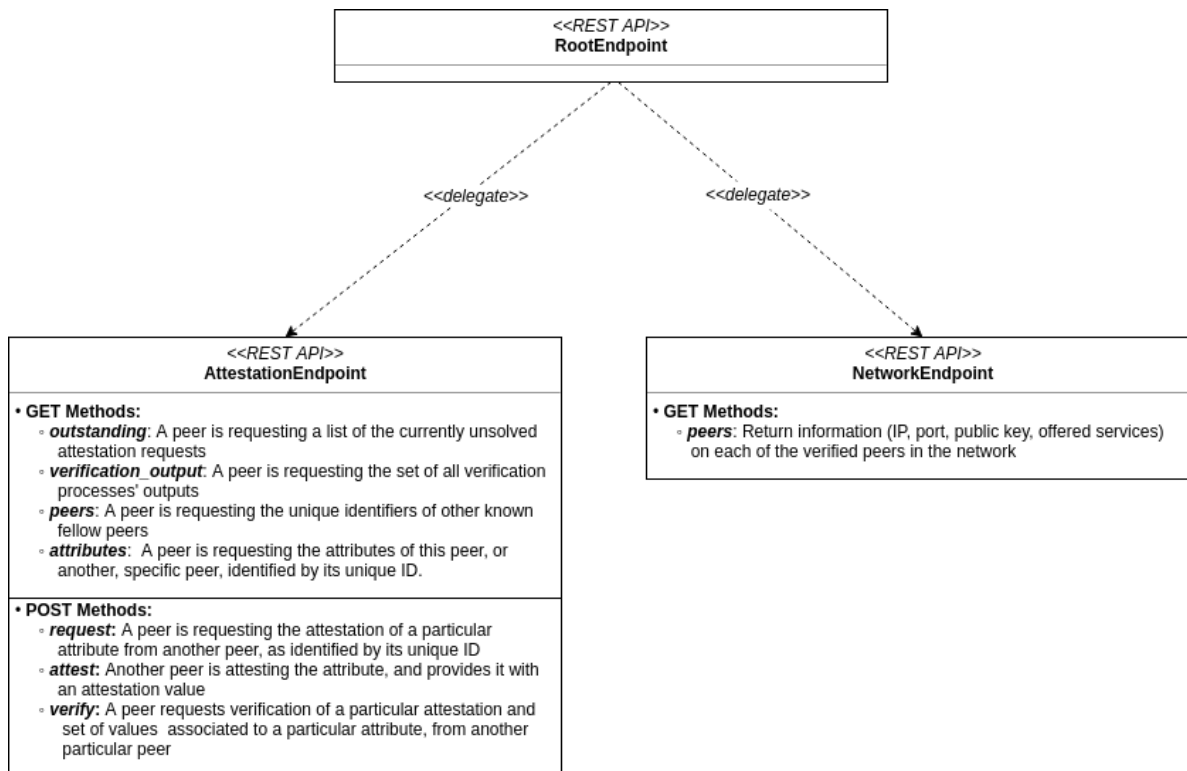 <<REST API>>
RootEndpoint
<<delegate>>
<<delegate>>
<<REST API>>
AttestationEndpoint
• GET Methods:
◦ outstanding: A peer is requesting a list of the currently unsolved
attestation requests
◦ verification_output: A peer is requesting the set of all verification
processes' outputs
◦ peers: A peer is requesting the unique identifiers of other known
fellow peers
◦ attributes: A peer is requesting the attributes of this peer, or
another, specific peer, identified by its unique ID.
• POST Methods:
◦ request: A peer is requesting the attestation of a particular
attribute from another peer, as identified by its unique ID
◦ attest: Another peer is attesting the attribute, and provides it with
an attestation value
◦ verify: A peer requests verification of a particular attestation and
set of values associated to a particular attribute, from another
particular peer
<<REST API>>
NetworkEndpoint
• GET Methods:
◦ peers: Return information (IP, port, public key, offered services)
on each of the verified peers in the network